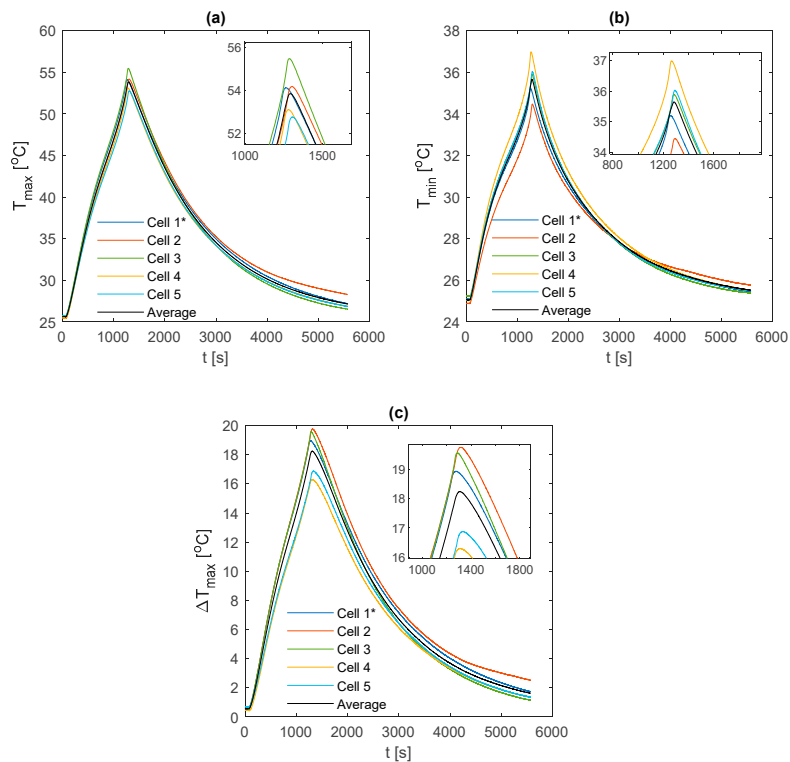 (a)
60
55
50
45
40
35
30
25
T_max [°C]
0 1000 2000 3000 4000 5000 6000
t [s]
56
54
52
1000 1500
Cell 1*
Cell 2
Cell 3
Cell 4
Cell 5
Average
(b)
38
36
34
32
30
28
26
24
T_min [°C]
0 1000 2000 3000 4000 5000 6000
t [s]
37
36
35
34
800 1200 1600
Cell 1*
Cell 2
Cell 3
Cell 4
Cell 5
Average
(c)
20
18
16
14
12
10
8
6
4
2
0
ΔT_max [°C]
0 1000 2000 3000 4000 5000 6000
t [s]
19
18
17
16
900 1400 1900
Cell 1*
Cell 2
Cell 3
Cell 4
Cell 5
Average